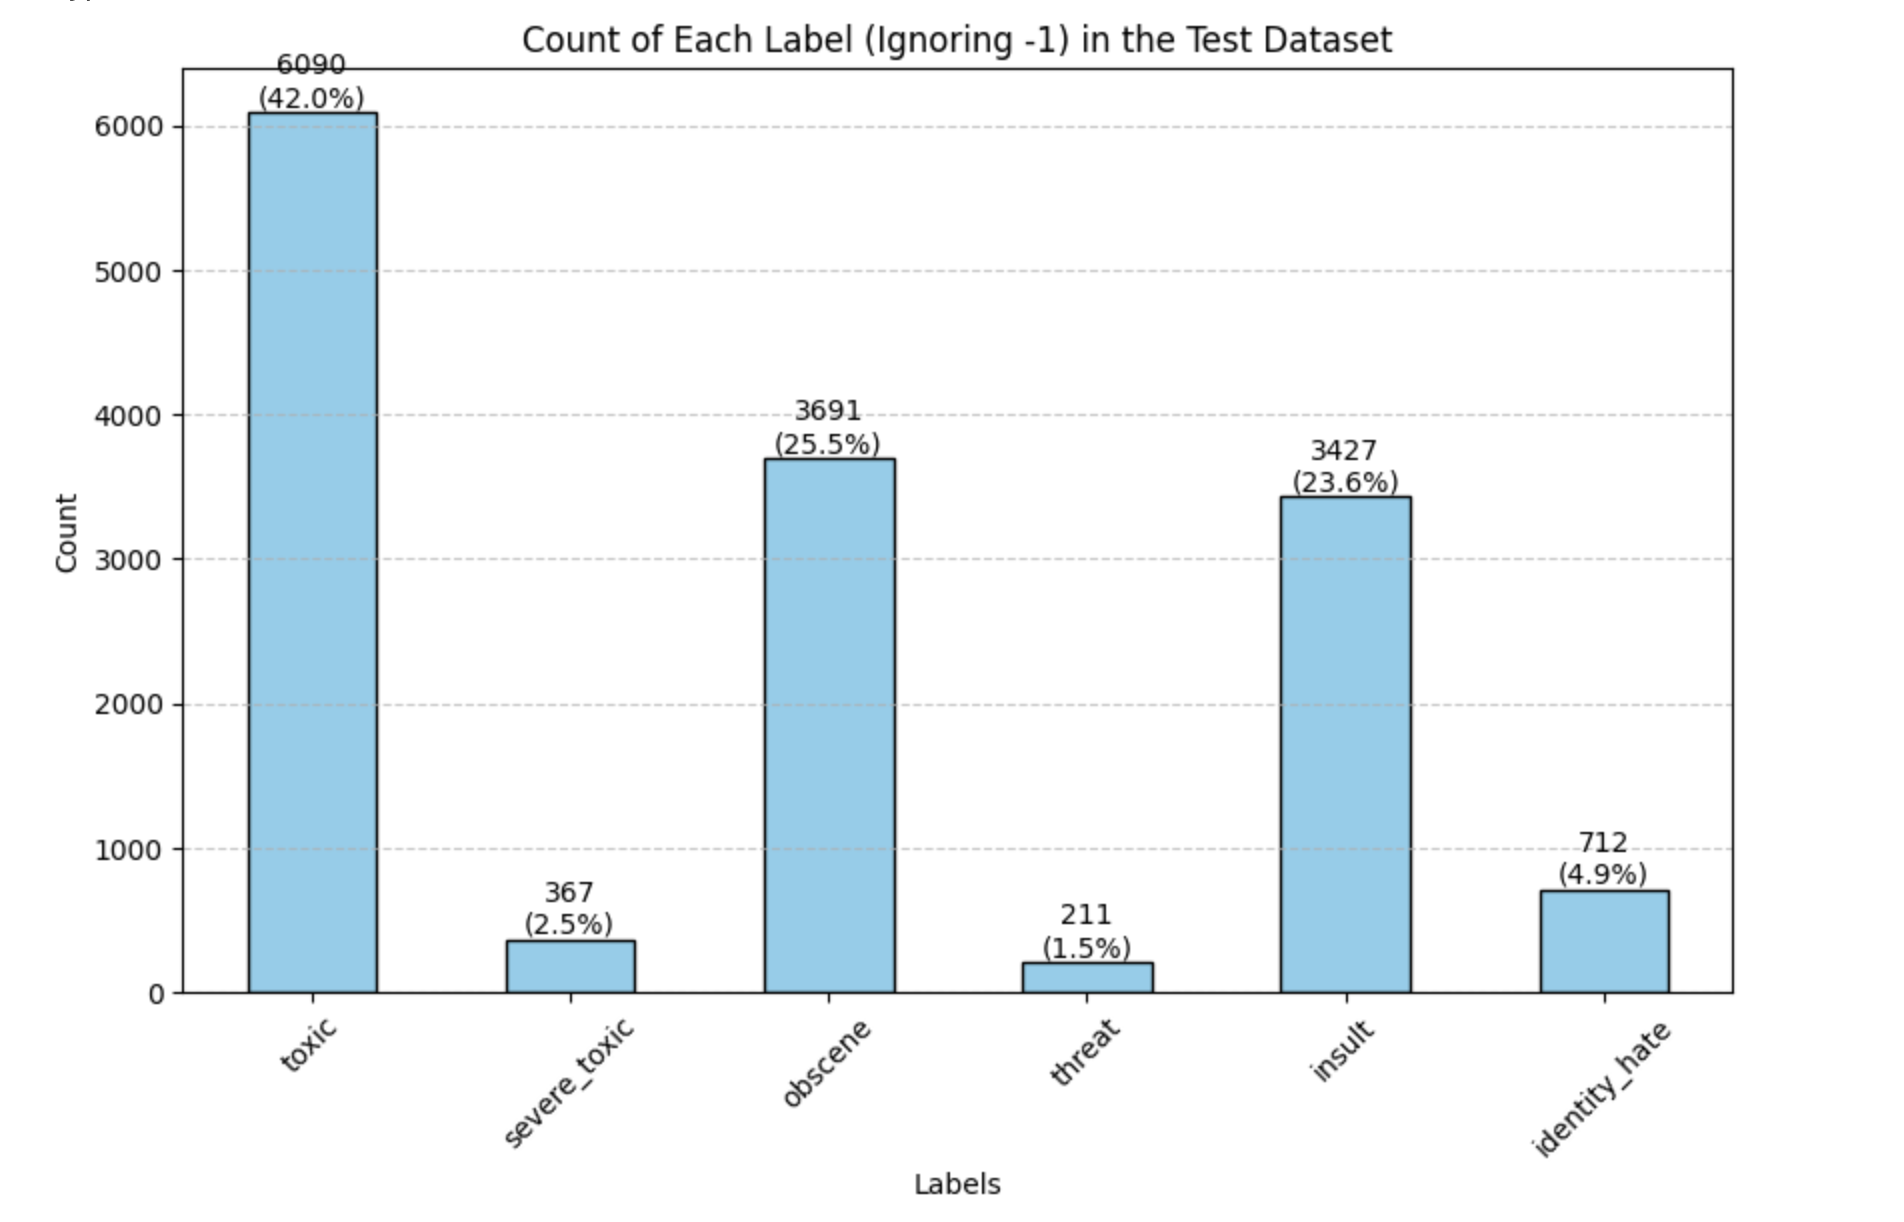 Count of Each Label (Ignoring -1) in the Test Dataset
6090
(42.0%)
6000
5000
4000
3000
2000
1000
0
Count
367
(2.5%)
3691
(25.5%)
211
(1.5%)
3427
(23.6%)
712
(4.9%)
toxic
severe_toxic
obscene
threat
insult
identity_hate
Labels